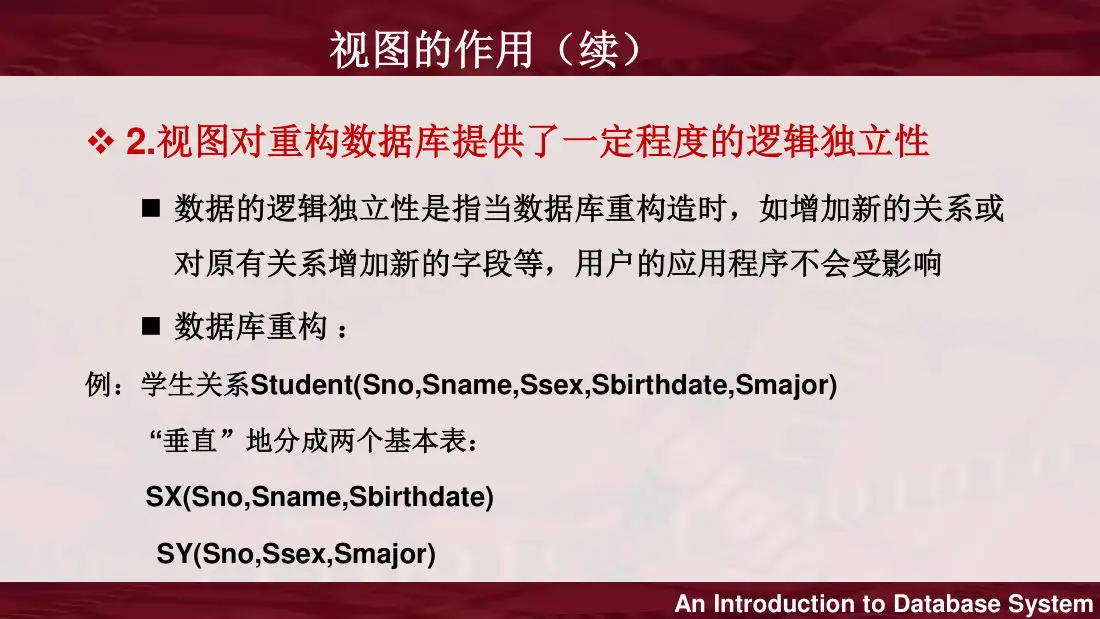 视图的作用（续）
❖ 2.视图对重构数据库提供了一定程度的逻辑独立性
■ 数据的逻辑独立性是指当数据库重构造时，如增加新的关系或
对原有关系增加新的字段等，用户的应用程序不会受影响
■ 数据库重构：
例：学生关系Student(Sno,Sname,Ssex,Sbirthdate,Smajor)
“垂直”地分成两个基本表：
SX(Sno,Sname,Sbirthdate)
SY(Sno,Ssex,Smajor)
An Introduction to Database System